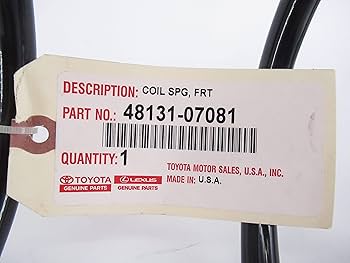 DESCRIPTION: COIL SPG, FRT
PART NO.: 48131-07081
QUANTITY: 1
TOYOTA MOTOR SALES, U.S.A., INC.
TOYOTA LEXUS
GENUINE PARTS GENUINE PARTS
MADE IN: U.S.A.